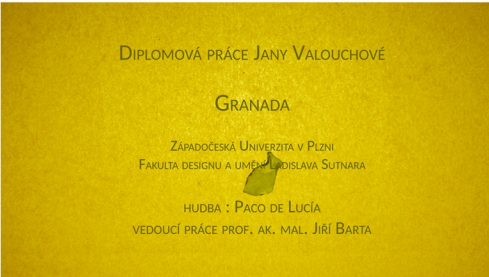 Diplomová práce Jany Valouchové
Granada
Západočeská Univerzita v Plzni
Fakulta designu a umění Ladislava Sutnara
hudba : Paco de Lucía
vedoucí práce prof. ak. mal. Jiří Barta